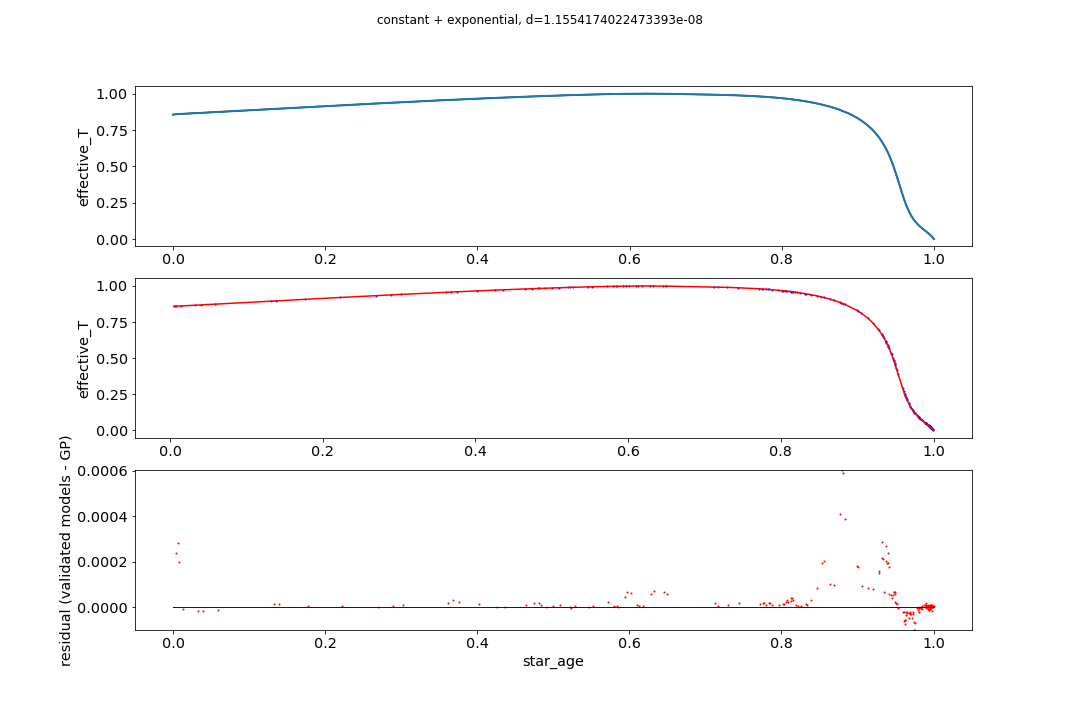 constant + exponential, d=1.1554174022473393e-08
1.00
0.75
0.50
0.25
0.00
effective_T
0.0 0.2 0.4 0.6 0.8 1.0
1.00
0.75
0.50
0.25
0.00
effective_T
0.0 0.2 0.4 0.6 0.8 1.0
0.0006
0.0004
0.0002
0.0000
residual (validated models - GP)
0.0 0.2 0.4 0.6 0.8 1.0
star_age